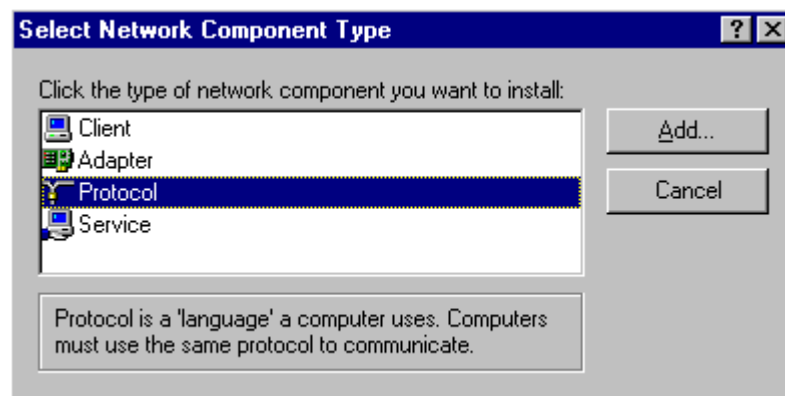 Select Network Component Type
Click the type of network component you want to install:
Client
Adapter
Protocol
Service
Add...
Cancel
Protocol is a 'language' a computer uses. Computers
must use the same protocol to communicate.